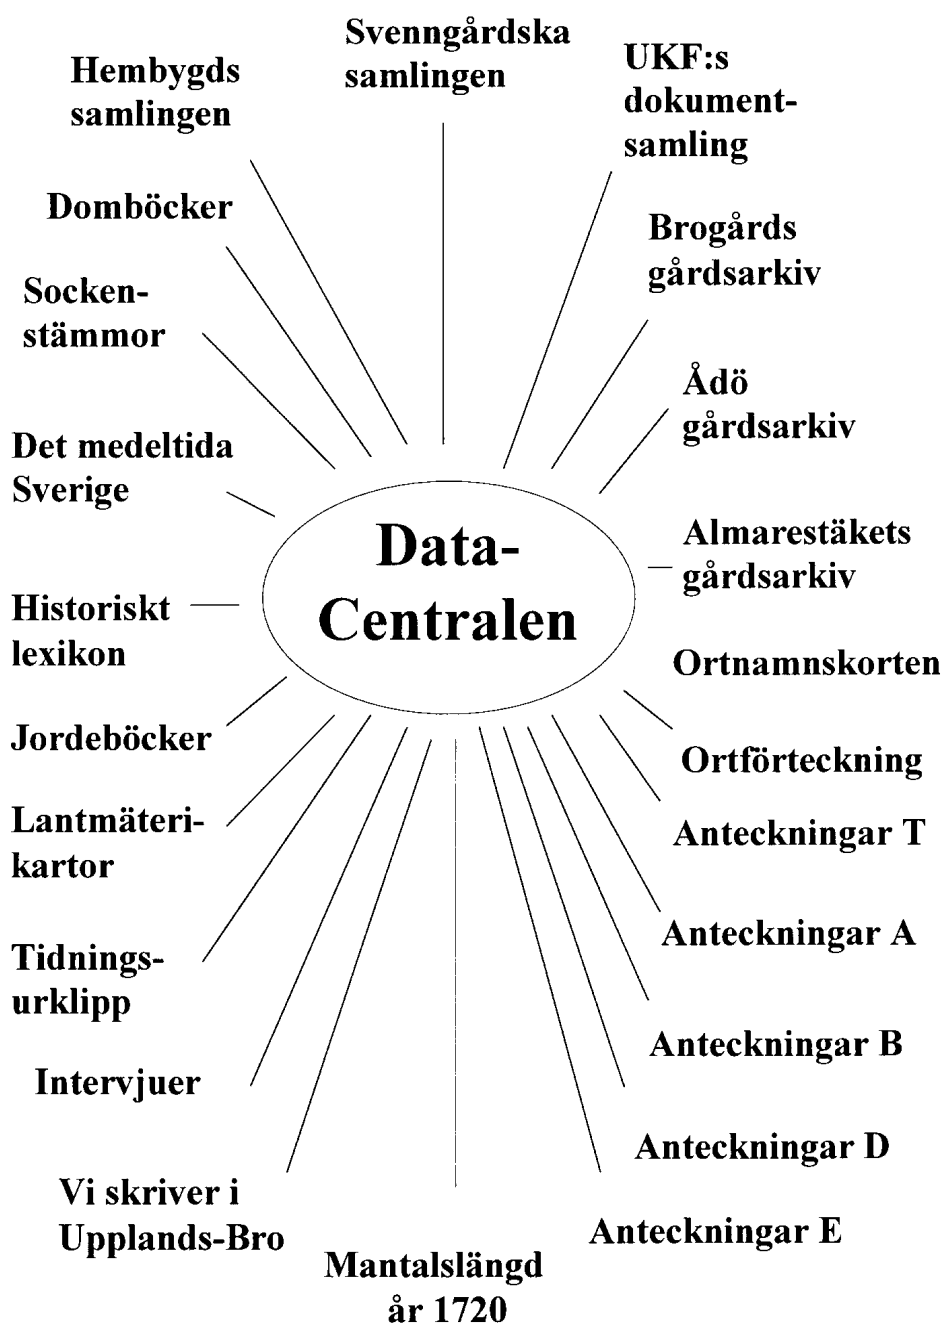 Svenngårdska
samlingen
UKF:s
dokument-
samling
Hembygds
samlingen
Domböcker
Brogårds
gårdsarkiv
Socken-
stämmor
Ådö
gårdsarkiv
Det medeltida
Sverige
Data-
Centralen
Almarestäkets
gårdsarkiv
Historiskt
lexikon
Ortnamnskorten
Jordeböcker
Ortförteckning
Lantmäteri-
kartor
Anteckningar T
Anteckningar A
Tidnings-
urklipp
Anteckningar B
Intervjuer
Anteckningar D
Vi skriver i
Upplands-Bro
Anteckningar E
Mantalslängd
år 1720